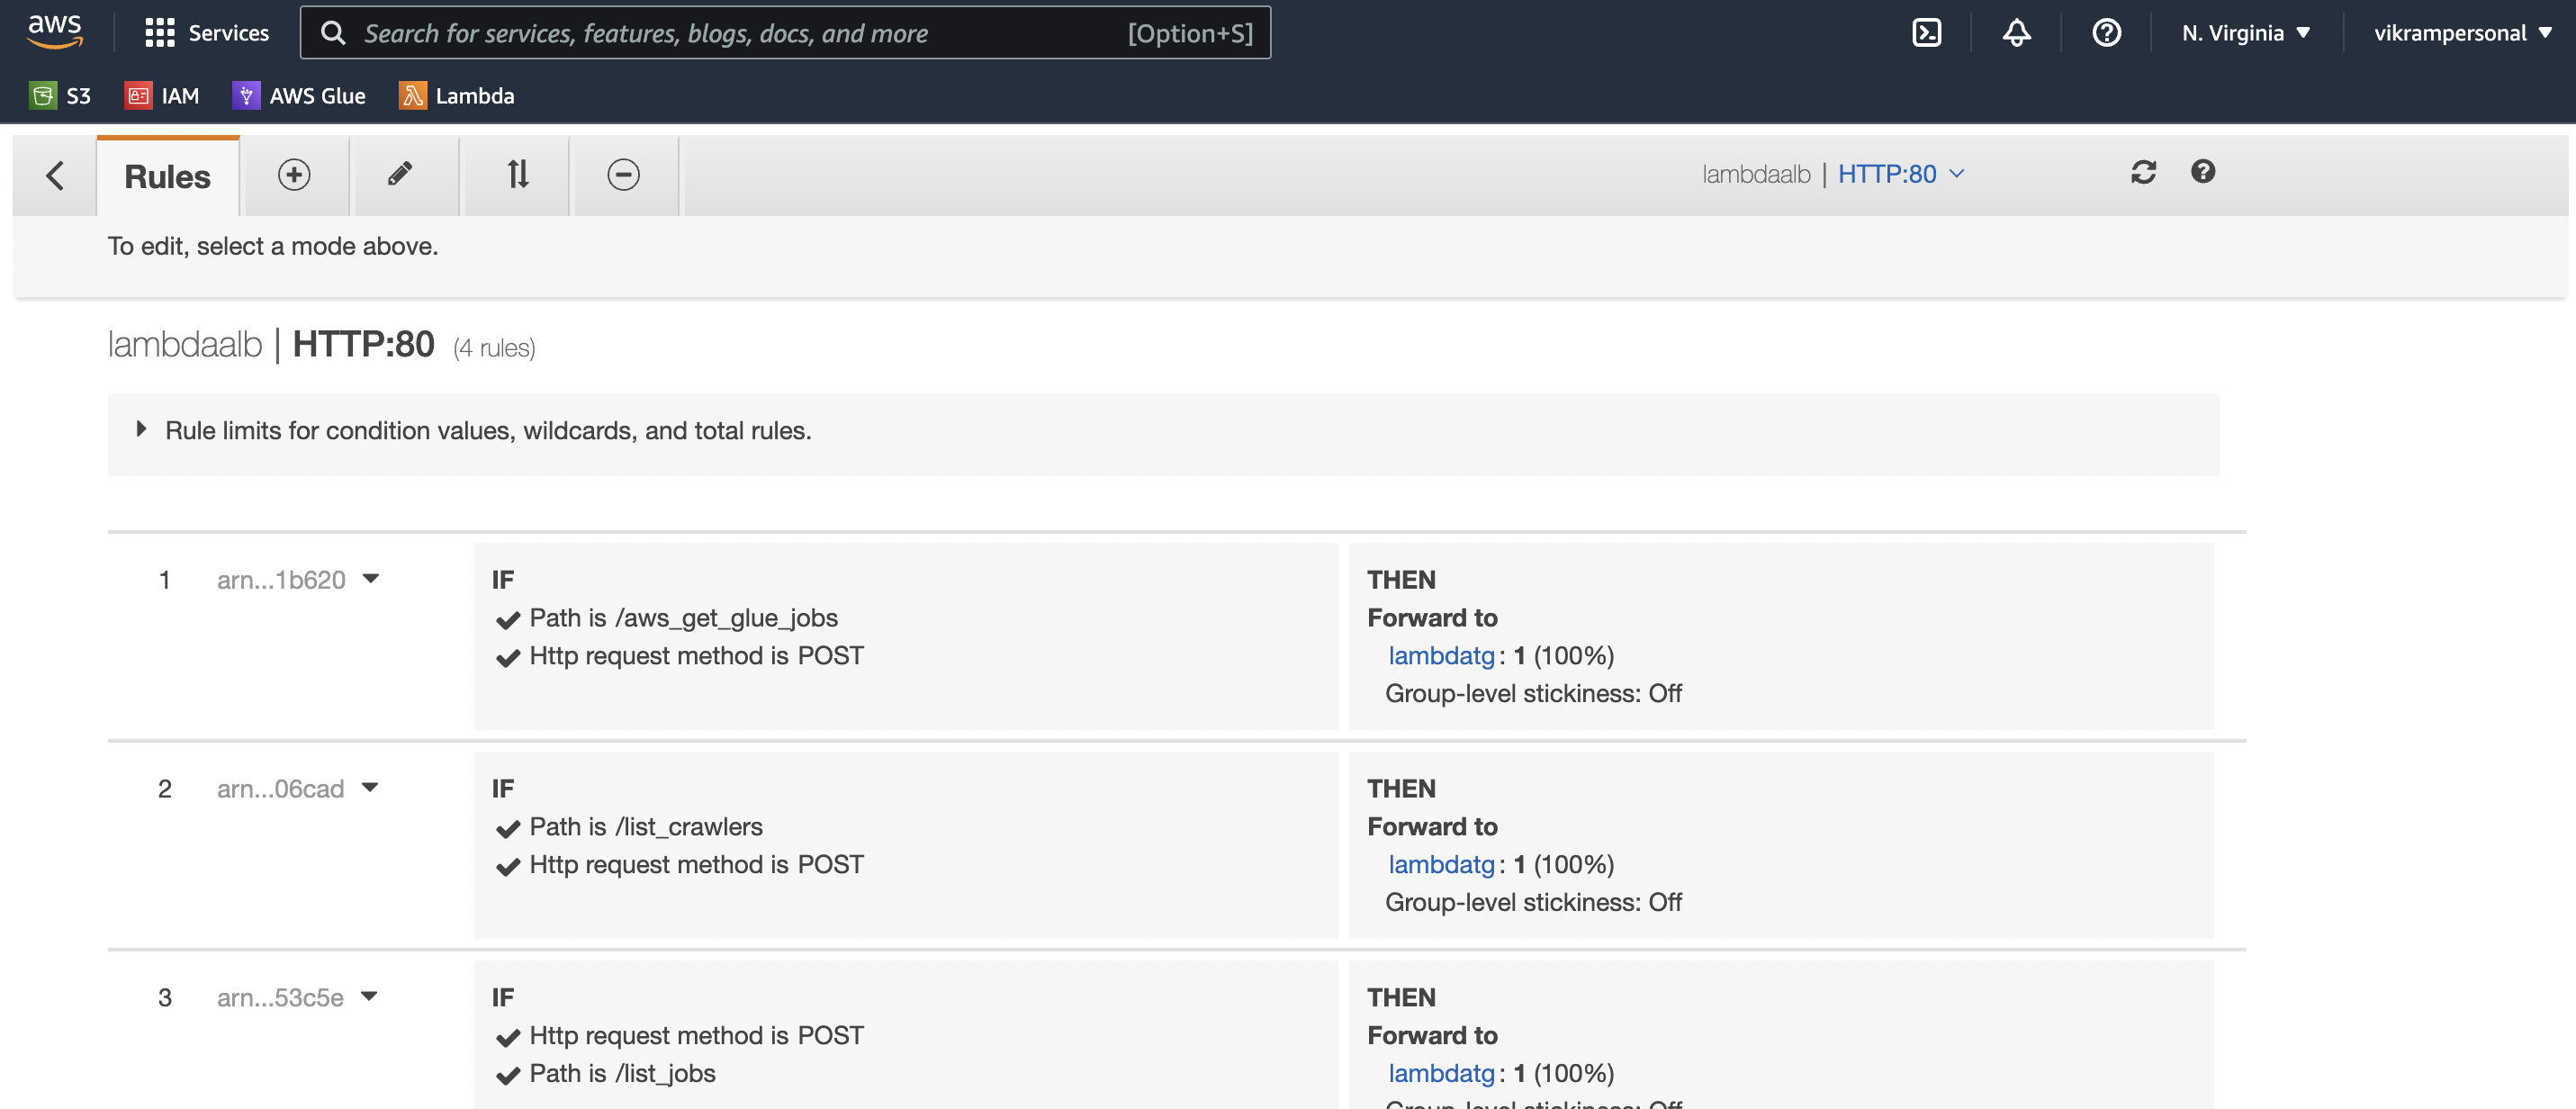 aws Services Search for services, features, blogs, docs, and more [Option+S] N. Virginia ▼ vikrampersonal ▼
S3 IAM AWS Glue Lambda
Rules lambdaalb | HTTP:80
To edit, select a mode above.
lambdaalb | HTTP:80 (4 rules)
Rule limits for condition values, wildcards, and total rules.
1 arn...1b620 IF THEN
✔ Path is /aws_get_glue_jobs Forward to
✔ Http request method is POST lambdatg: 1 (100%)
Group-level stickiness: Off
2 arn...06cad IF THEN
✔ Path is /list_crawlers Forward to
✔ Http request method is POST lambdatg: 1 (100%)
Group-level stickiness: Off
3 arn...53c5e IF THEN
✔ Http request method is POST Forward to
✔ Path is /list_jobs lambdatg: 1 (100%)
Group-level stickiness: Off